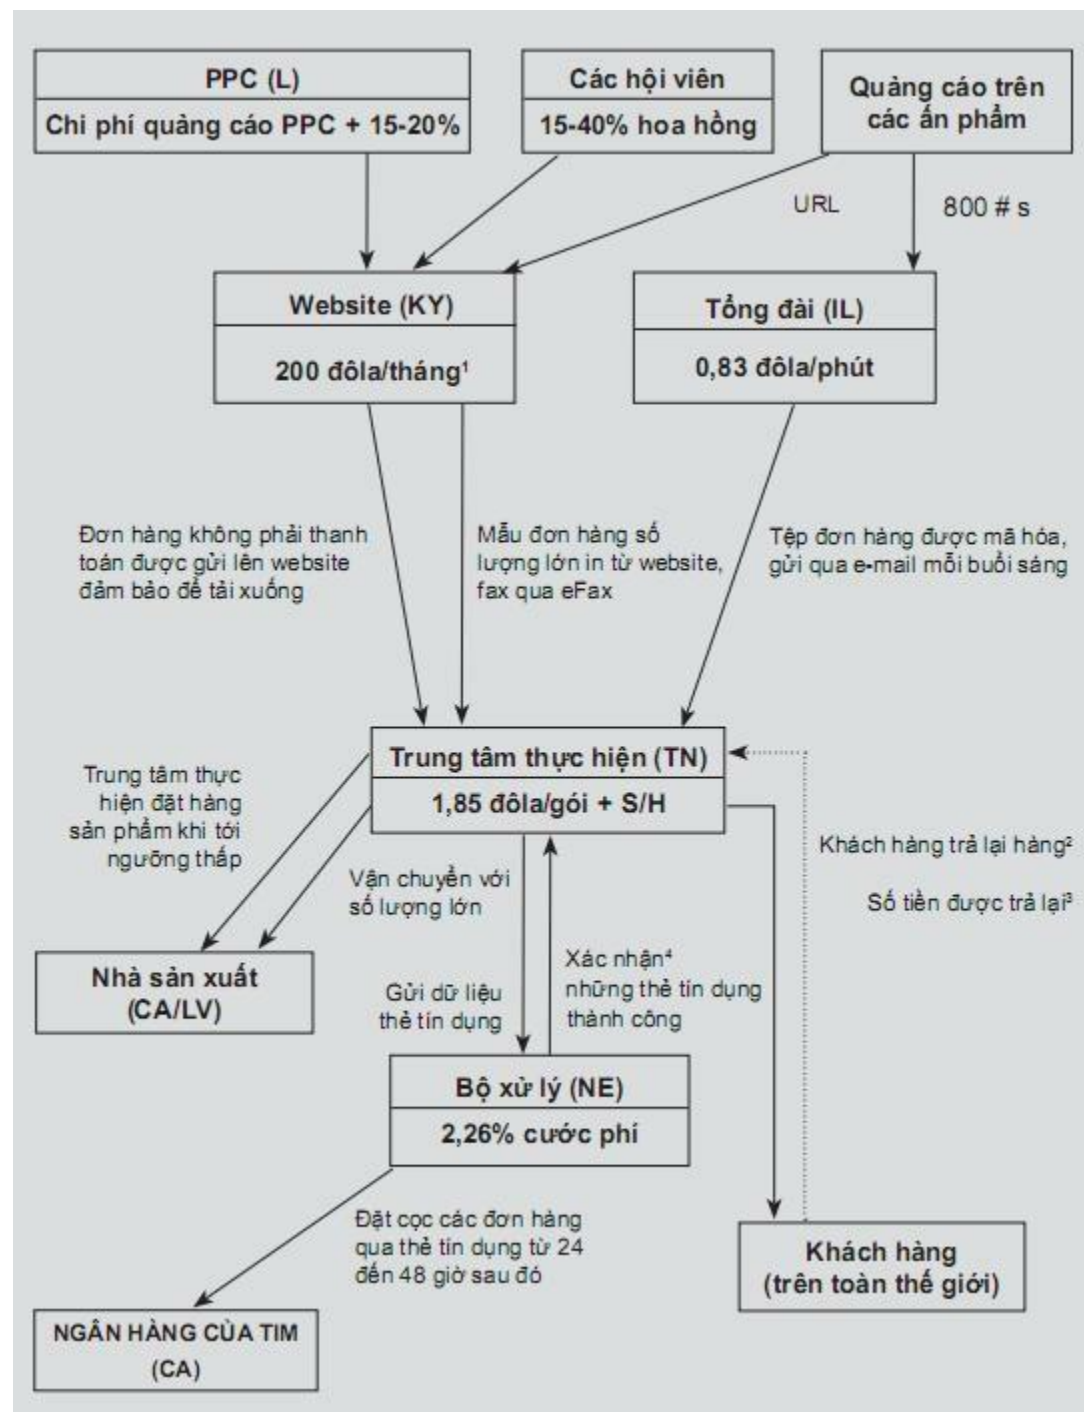 PPC (L)
Chi phí quảng cáo PPC + 15-20%
Các hội viên
15-40% hoa hồng
Quảng cáo trên
các ấn phẩm
URL
800 # s
Website (KY)
200 đôla/tháng¹
Tổng đài (IL)
0,83 đôla/phút
Đơn hàng không phải thanh
toán được gửi lên website
đảm bảo để tải xuống
Mẫu đơn hàng số
lượng lớn in từ website,
fax qua eFax
Tệp đơn hàng được mã hóa,
gửi qua e-mail mỗi buổi sáng
Trung tâm thực hiện (TN)
1,85 đôla/gói + S/H
Trung tâm thực
hiện đặt hàng
sản phẩm khi tới
ngưỡng thấp
Vận chuyển với
số lượng lớn
Khách hàng trả lại hàng²
Số tiền được trả lại³
Nhà sản xuất
(CA/LV)
Gửi dữ liệu
thẻ tín dụng
Xác nhận⁴
những thẻ tín dụng
thành công
Bộ xử lý (NE)
2,26% cước phí
Đặt cọc các đơn hàng
qua thẻ tín dụng từ 24
đến 48 giờ sau đó
Khách hàng
(trên toàn thế giới)
NGÂN HÀNG CỦA TIM
(CA)